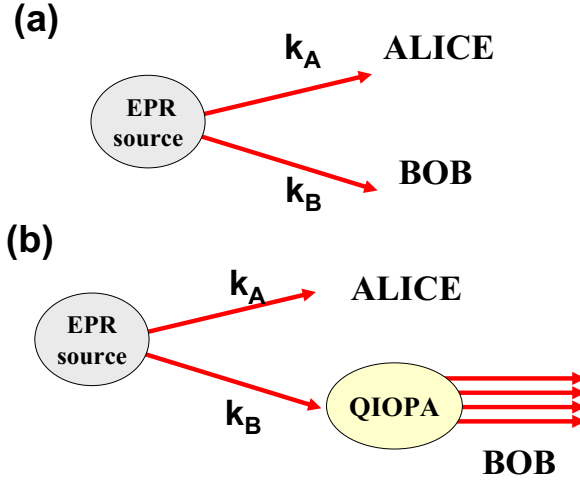 (a)
k_A
ALICE
EPR
source
k_B
BOB
(b)
k_A
ALICE
EPR
source
k_B
QIOPA
BOB